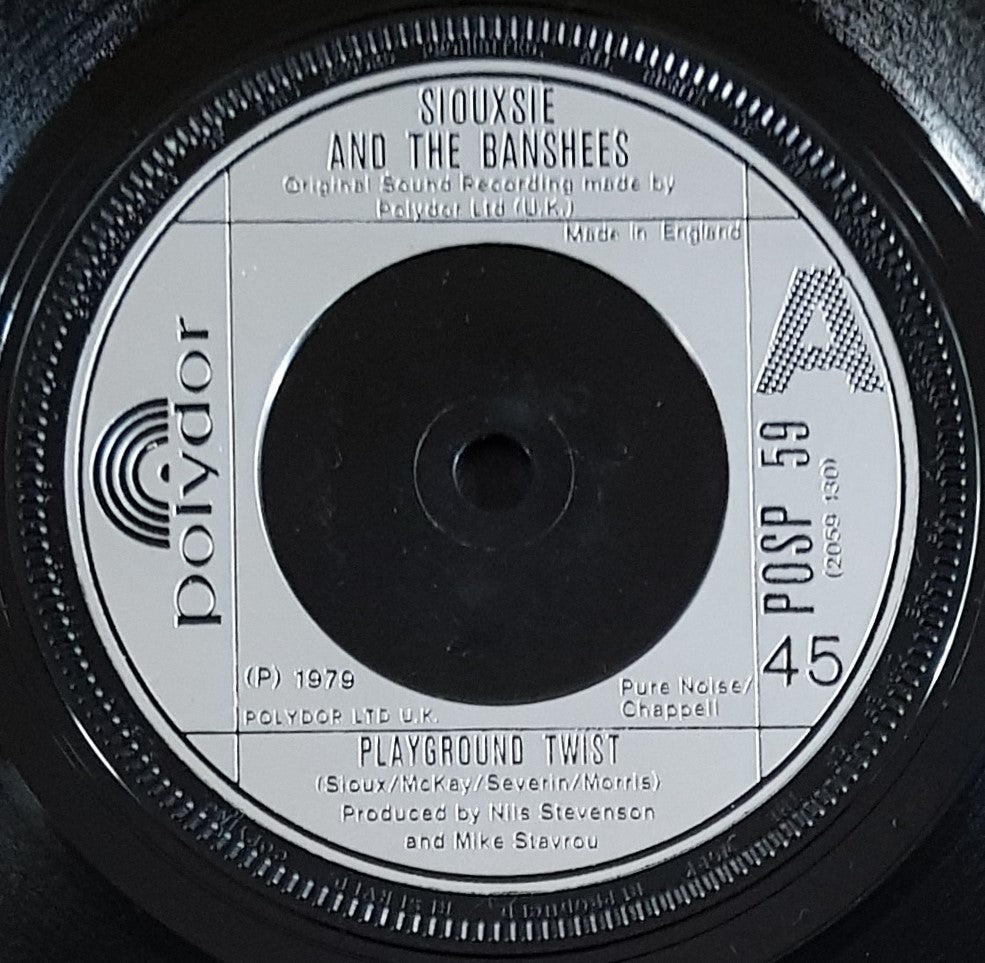 SIOUXSIE
AND THE BANSHEES
Original Sound Recording made by
Polydor Ltd (U.K.)
Made in England
A
polydor
POSP 59
(2059 130)
45
(P) 1979
POLYDOR LTD U.K.
Pure Noise/
Chappell
PLAYGROUND TWIST
(Sioux/McKay/Severin/Morris)
Produced by Nils Stevenson
and Mike Stavrou